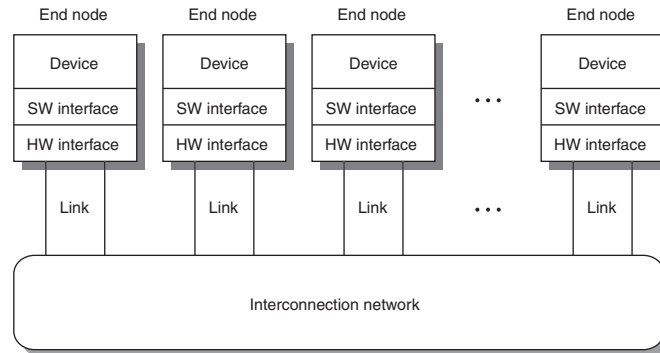 End node End node End node End node
Device Device Device ... Device
SW interface SW interface SW interface SW interface
HW interface HW interface HW interface HW interface
Link Link Link ... Link
Interconnection network